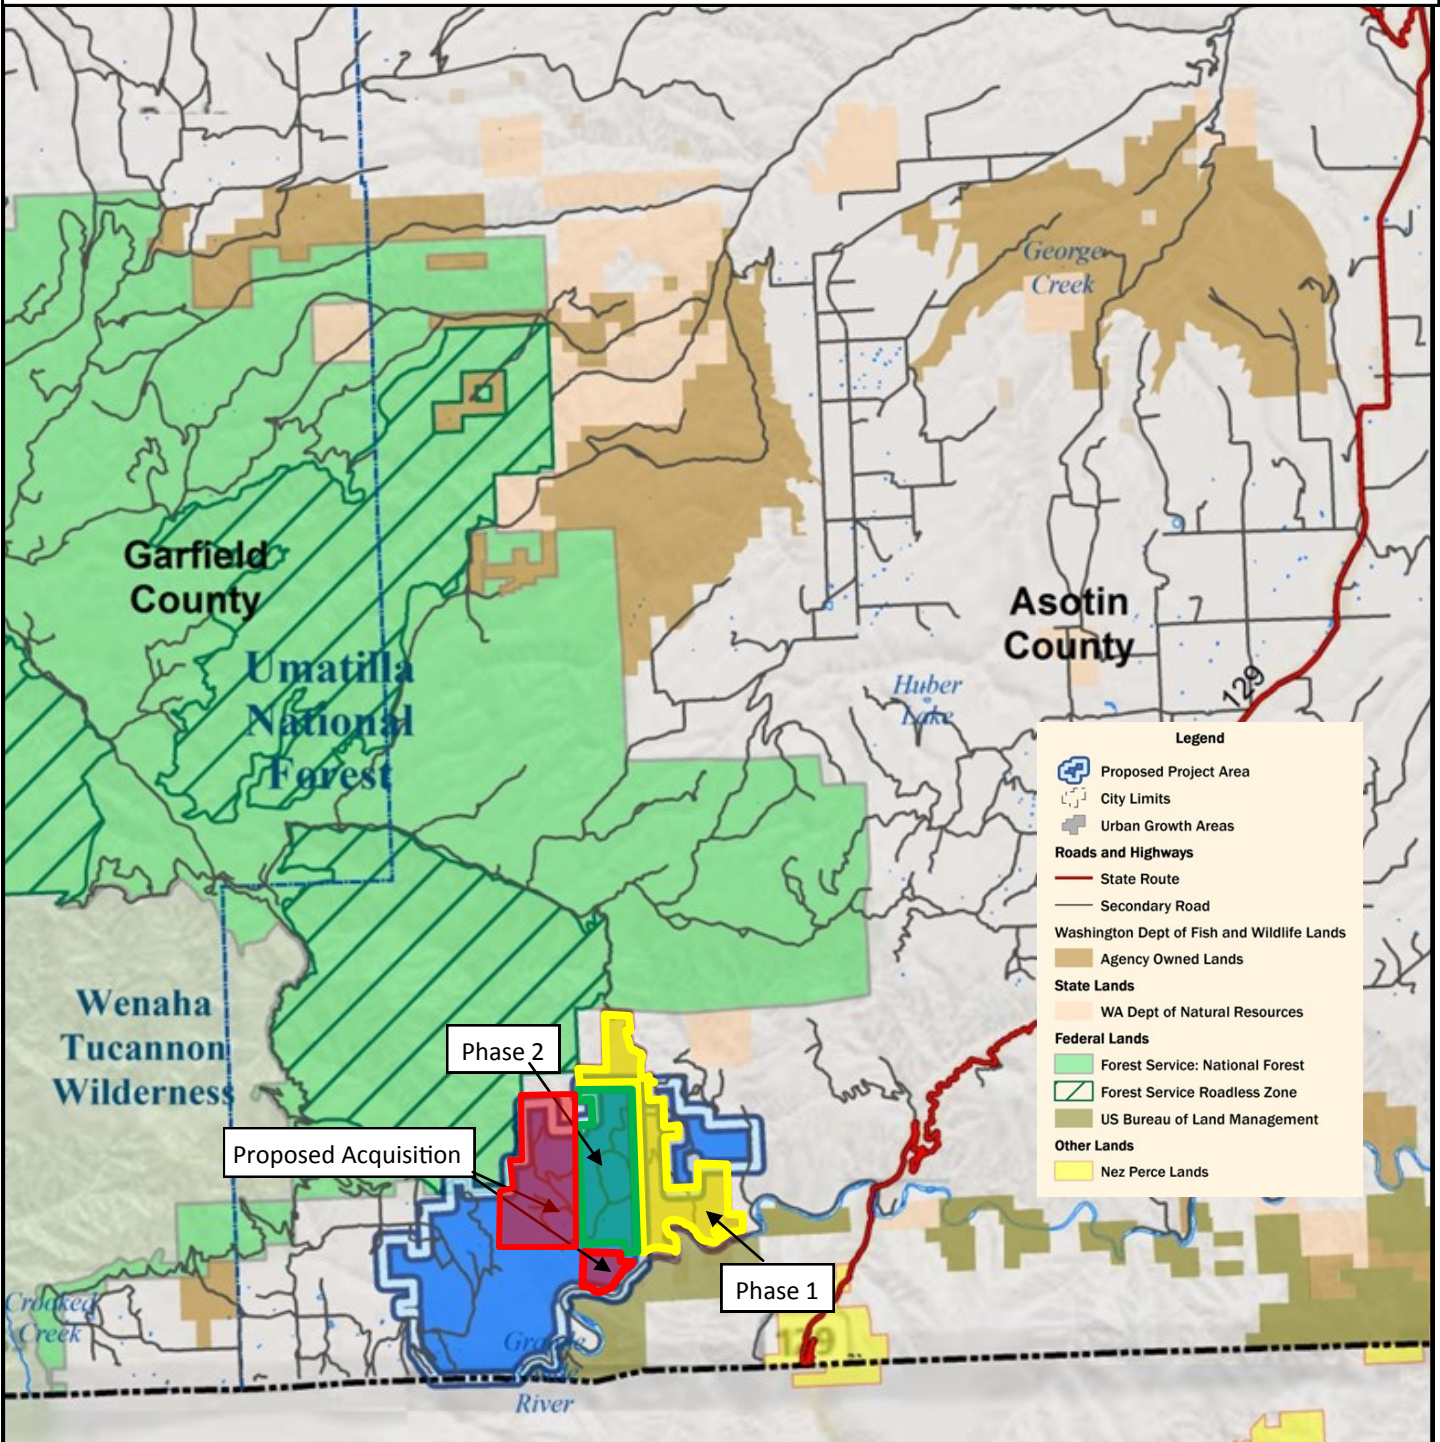 George
Creek
Garfield
County
Asotin
County
Umatilla
National
Forest
Huber
Lake
129
Legend
Proposed Project Area
City Limits
Urban Growth Areas
Roads and Highways
State Route
Secondary Road
Washington Dept of Fish and Wildlife Lands
Agency Owned Lands
State Lands
WA Dept of Natural Resources
Federal Lands
Forest Service: National Forest
Forest Service Roadless Zone
US Bureau of Land Management
Other Lands
Nez Perce Lands
Wenaha
Tucannon
Wilderness
Phase 2
Proposed Acquisition
Phase 1
Crooked
Creek
129
River